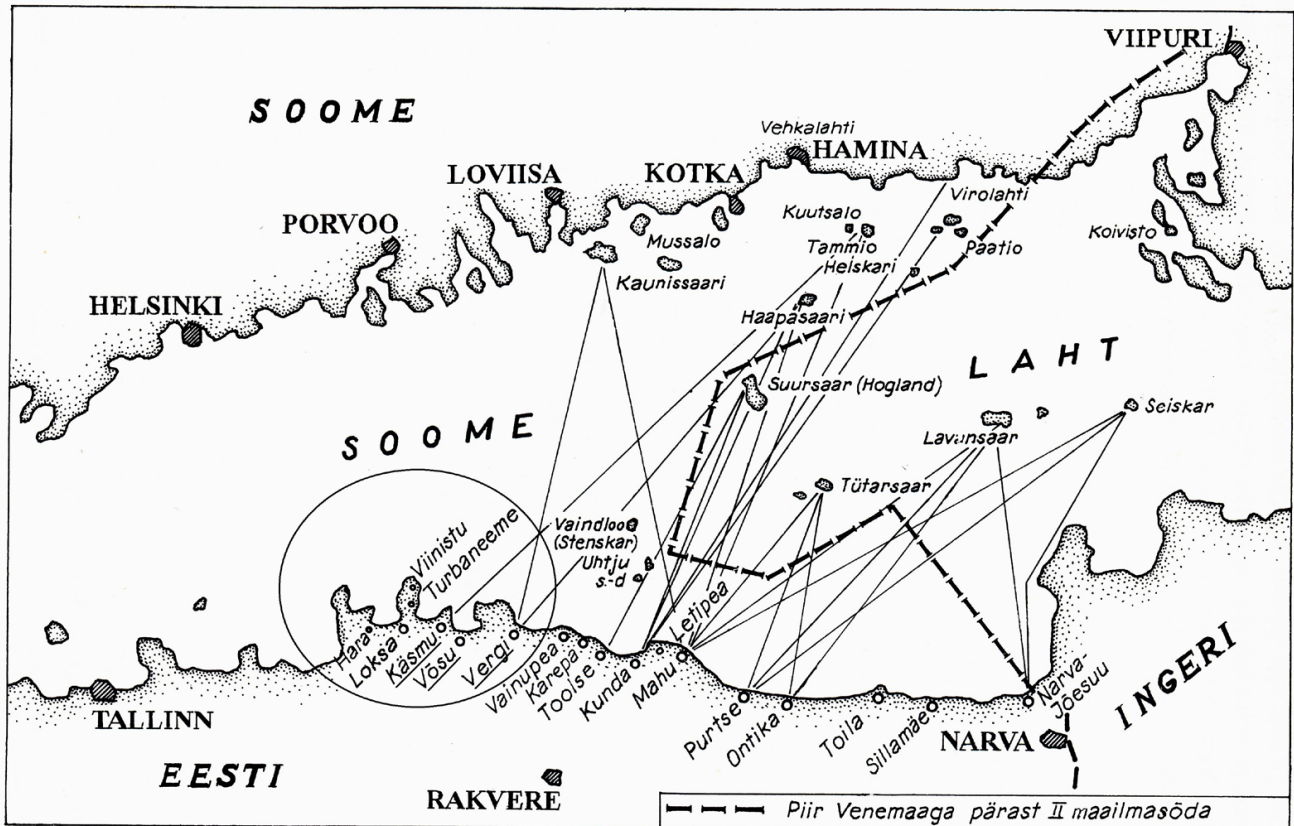 VIIPURI
SOOME
Vehkalahti
HAMINA
LOVIISA
KOTKA
PORVOO
Virolahti
Kuutsalo
Mussalo
Tammio
Paatio
Koivisto
Heiskari
Kaunissaari
HELSINKI
Haapasaari
LAHT
Suursaar (Hogland)
Seiskar
SOOME
Lavansaar
Tütarsaar
Viinistu
Turbaneeme
Vaindloo
(Stenskar)
Uhtju
s.-d
Letipea
Hara
Loksa
Käsmu
Võsu
Vergi
Vainupea
Karepa
Toolse
Kunda
Mahu
Purtse
Ontika
Toila
Sillamäe
Narva-
Jõesuu
INGERI
TALLINN
NARVA
EESTI
RAKVERE
Piir Venemaaga pärast II maailmasõda